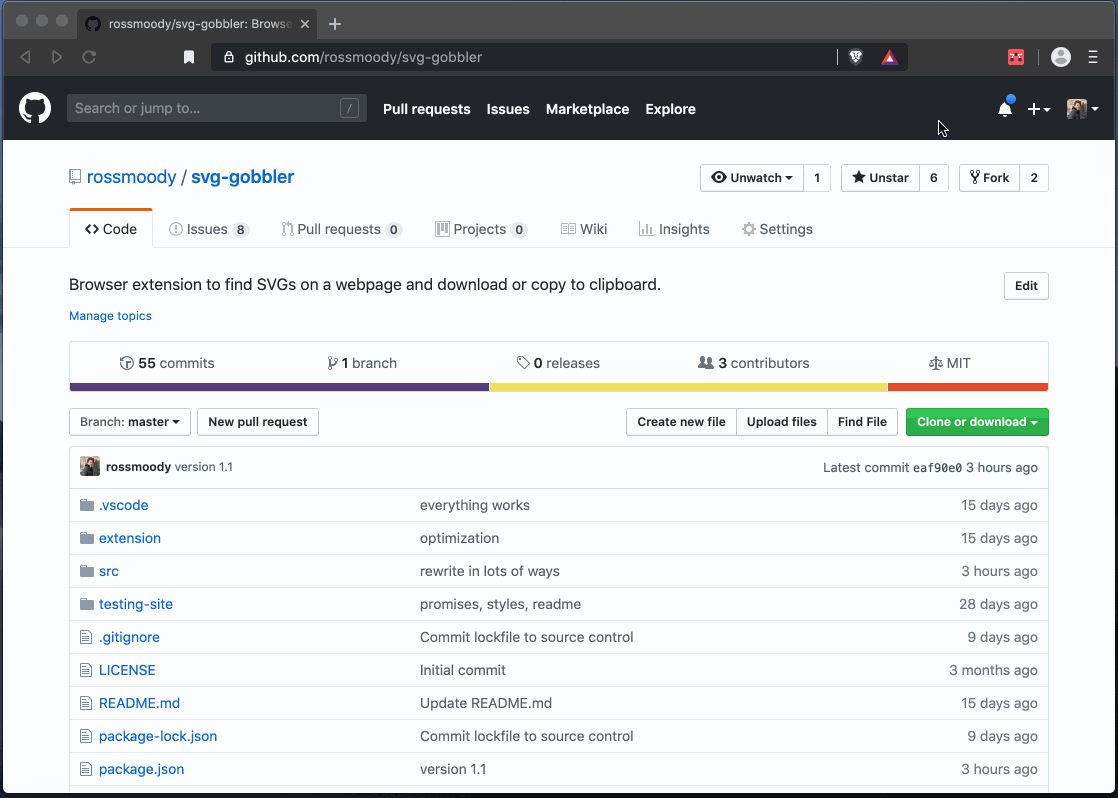 rossmoody/svg-gobbler: Browse
github.com/rossmoody/svg-gobbler
Search or jump to... / Pull requests Issues Marketplace Explore
rossmoody / svg-gobbler Unwatch 1 Unstar 6 Fork 2
Code Issues 8 Pull requests 0 Projects 0 Wiki Insights Settings
Browser extension to find SVGs on a webpage and download or copy to clipboard. Edit
Manage topics
55 commits 1 branch 0 releases 3 contributors MIT
Branch: master New pull request Create new file Upload files Find File Clone or download
rossmoody version 1.1 Latest commit eaf90e0 3 hours ago
.vscode everything works 15 days ago
extension optimization 15 days ago
src rewrite in lots of ways 3 hours ago
testing-site promises, styles, readme 28 days ago
.gitignore Commit lockfile to source control 9 days ago
LICENSE Initial commit 3 months ago
README.md Update README.md 15 days ago
package-lock.json Commit lockfile to source control 9 days ago
package.json version 1.1 3 hours ago